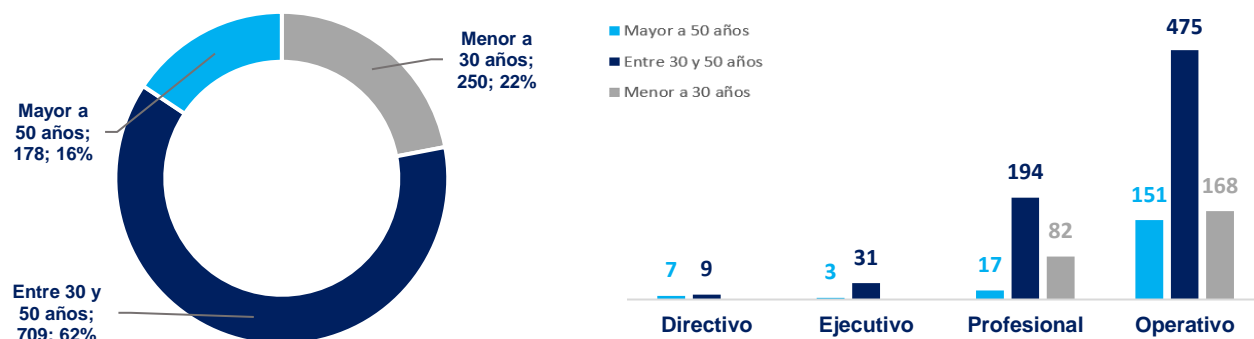 Menor a
30 años;
250; 22%
Mayor a
50 años;
178; 16%
Entre 30 y
50 años;
709; 62%
Mayor a 50 años
Entre 30 y 50 años
Menor a 30 años
7
9
3
31
17
194
82
151
475
168
Directivo
Ejecutivo
Profesional
Operativo